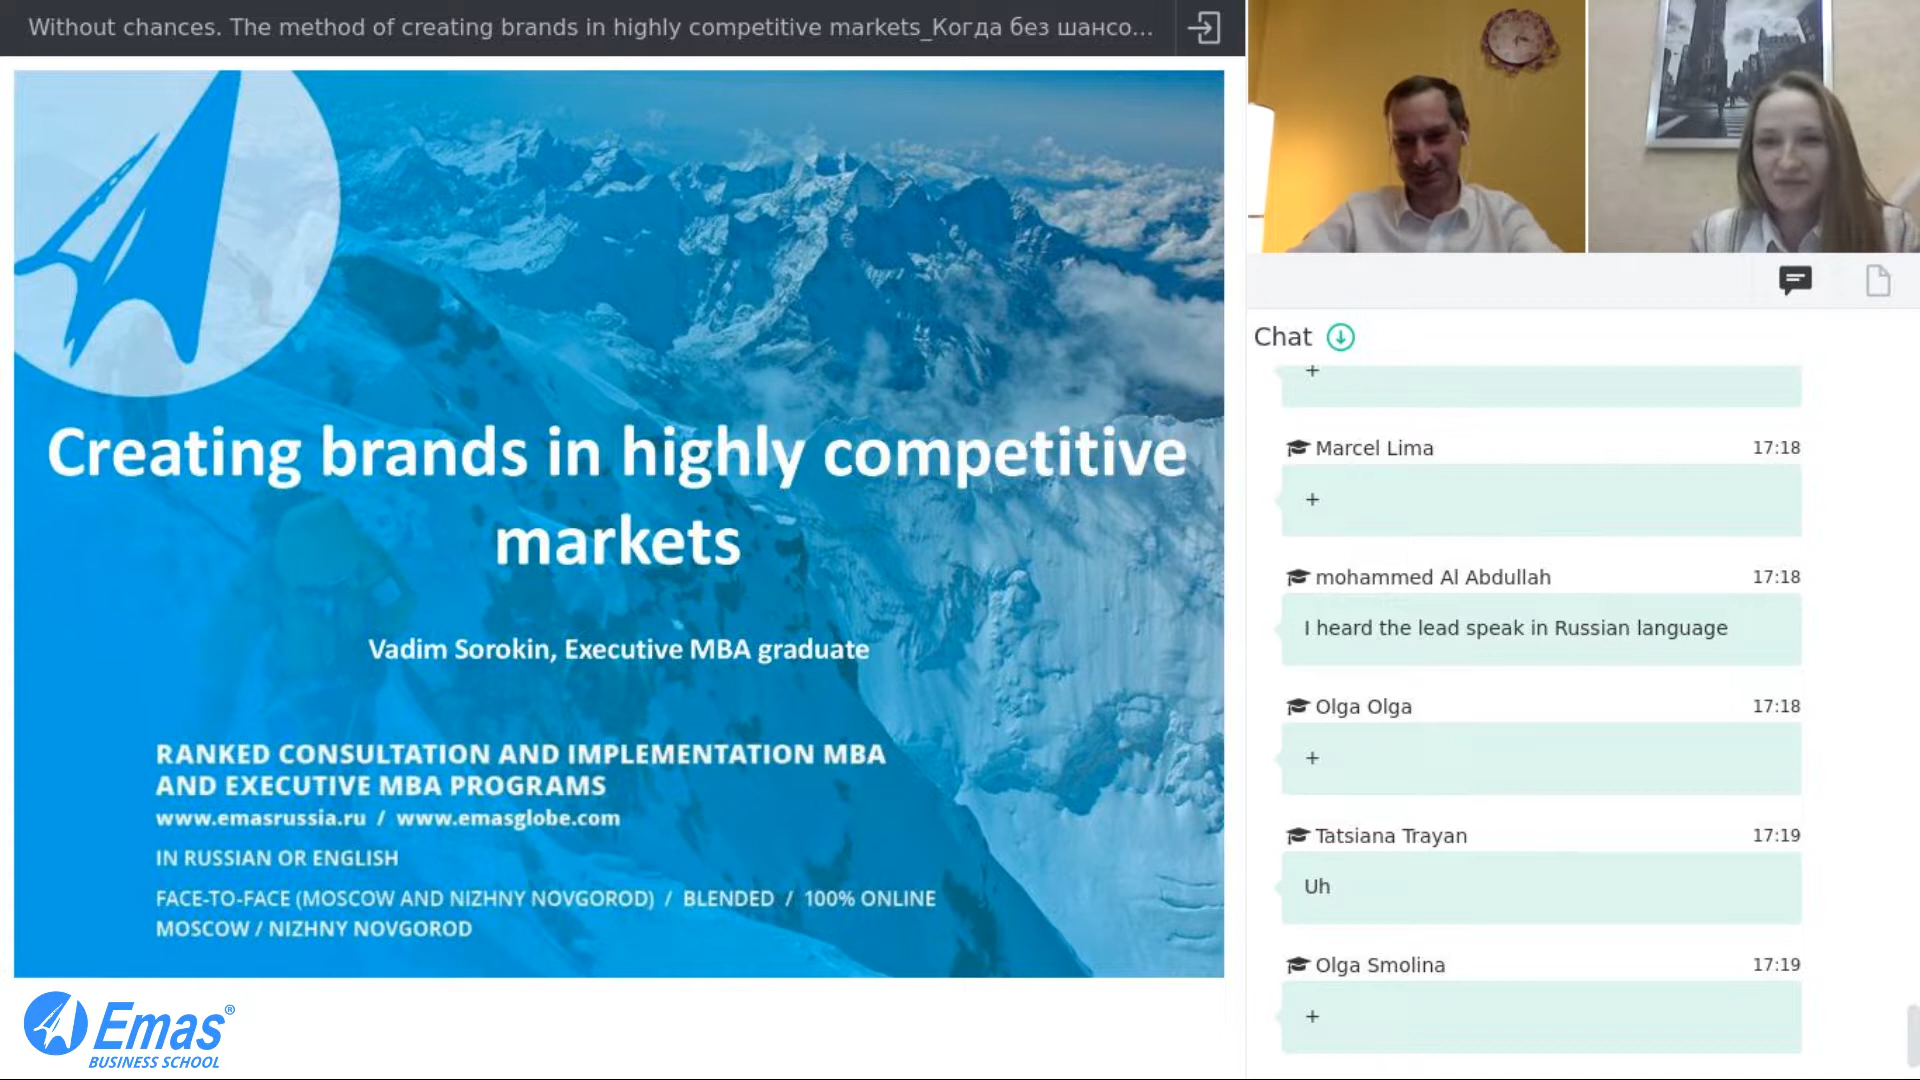 Without chances. The method of creating brands in highly competitive markets_Когда без шансо...
Creating brands in highly competitive
markets
Vadim Sorokin, Executive MBA graduate
RANKED CONSULTATION AND IMPLEMENTATION MBA
AND EXECUTIVE MBA PROGRAMS
www.emasrussia.ru / www.emasglobe.com
IN RUSSIAN OR ENGLISH
FACE-TO-FACE (MOSCOW AND NIZHNY NOVGOROD) / BLENDED / 100% ONLINE
MOSCOW / NIZHNY NOVGOROD
Emas®
BUSINESS SCHOOL
Chat
+
Marcel Lima 17:18
+
mohammed Al Abdullah 17:18
I heard the lead speak in Russian language
Olga Olga 17:18
+
Tatsiana Trayan 17:19
Uh
Olga Smolina 17:19
+